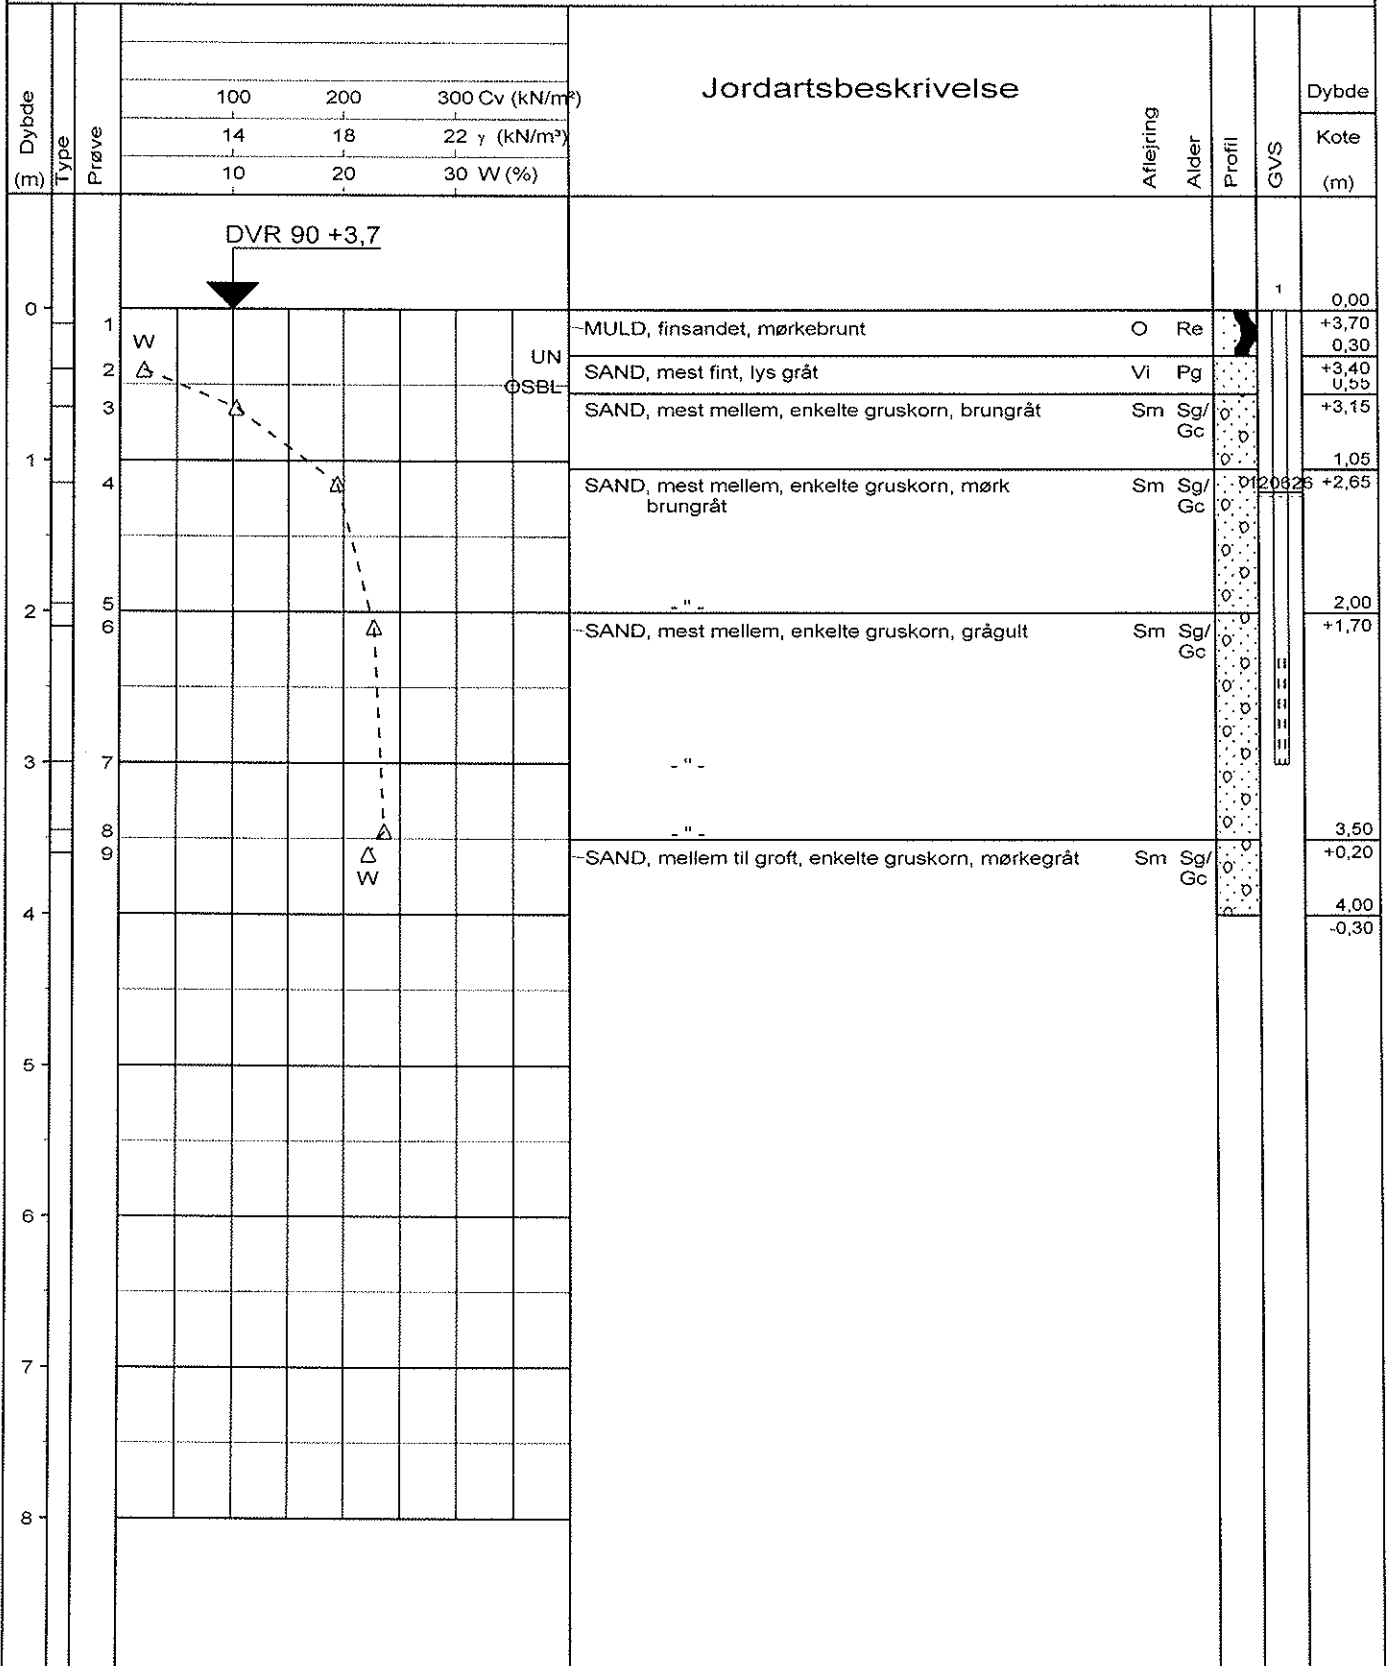 Dybde
(m)
Type
Prøve
100 200 300 Cv (kN/m²)
14 18 22 γ (kN/m³)
10 20 30 W (%)
Jordartsbeskrivelse
Aflejring
Alder
Profil
GVS
Dybde
Kote
(m)
DVR 90 +3,7
1
0 0,00
1 MULD, finsandet, mørkebrunt O Re +3,70
W 0,30
UN
2 SAND, mest fint, lys gråt Vi Pg +3,40
OSBL 0,55
3 SAND, mest mellem, enkelte gruskorn, brungråt Sm Sg/ +3,15
Gc
1 1,05
4 SAND, mest mellem, enkelte gruskorn, mørk Sm Sg/ 120626 +2,65
brungråt Gc
5 - " - 2,00
2
6 SAND, mest mellem, enkelte gruskorn, grågult Sm Sg/ +1,70
Gc
3 7 - " -
8 - " - 3,50
9 SAND, mellem til groft, enkelte gruskorn, mørkegråt Sm Sg/ +0,20
W Gc
4 4,00
-0,30
5
6
7
8